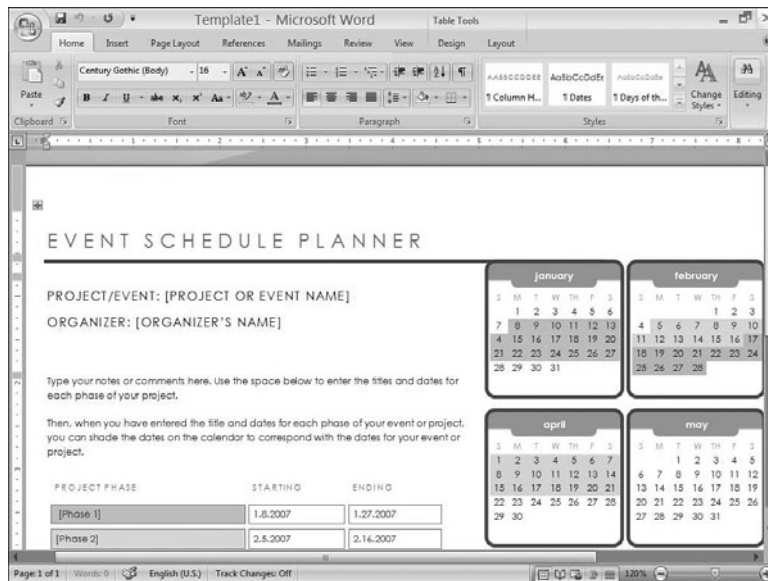 Template1 - Microsoft Word
Table Tools
Home Insert Page Layout References Mailings Review View Design Layout
Paste
Century Gothic (Body) 16
B I U abc X, X² Aa A
AABBCCDDEE AaBbCcDdEe
¶ Column H... ¶ Dates ¶ Days of th...
Change Styles
Editing
Clipboard Font Paragraph Styles
EVENT SCHEDULE PLANNER
PROJECT/EVENT: [PROJECT OR EVENT NAME]
ORGANIZER: [ORGANIZER'S NAME]
Type your notes or comments here. Use the space below to enter the titles and dates for
each phase of your project.
Then, when you have entered the title and dates for each phase of your event or project,
you can shade the dates on the calendar to correspond with the dates for your event or
project.
PROJECT PHASE STARTING ENDING
[Phase 1] 1.8.2007 1.27.2007
[Phase 2] 2.5.2007 2.16.2007
january
S M T W TH F S
1 2 3 4 5 6
7 8 9 10 11 12 13
4 15 16 17 18 19 20
21 22 23 24 25 26 27
28 29 30 31
february
S M T W TH F S
1 2 3
4 5 6 7 8 9 10
11 12 13 14 15 16 17
18 19 20 21 22 23 24
25 26 27 28
april
S M T W TH F S
1 2 3 4 5 6 7
8 9 10 11 12 13 14
15 16 17 18 19 20 21
22 23 24 25 26 27 28
29 30
may
S M T W TH F S
1 2 3 4 5
6 7 8 9 10 11 12
13 14 15 16 17 18 19
20 21 22 23 24 25 26
27 28 29 30 31
Page: 1 of 1 Words: 0 English (U.S.) Track Changes: Off 120%